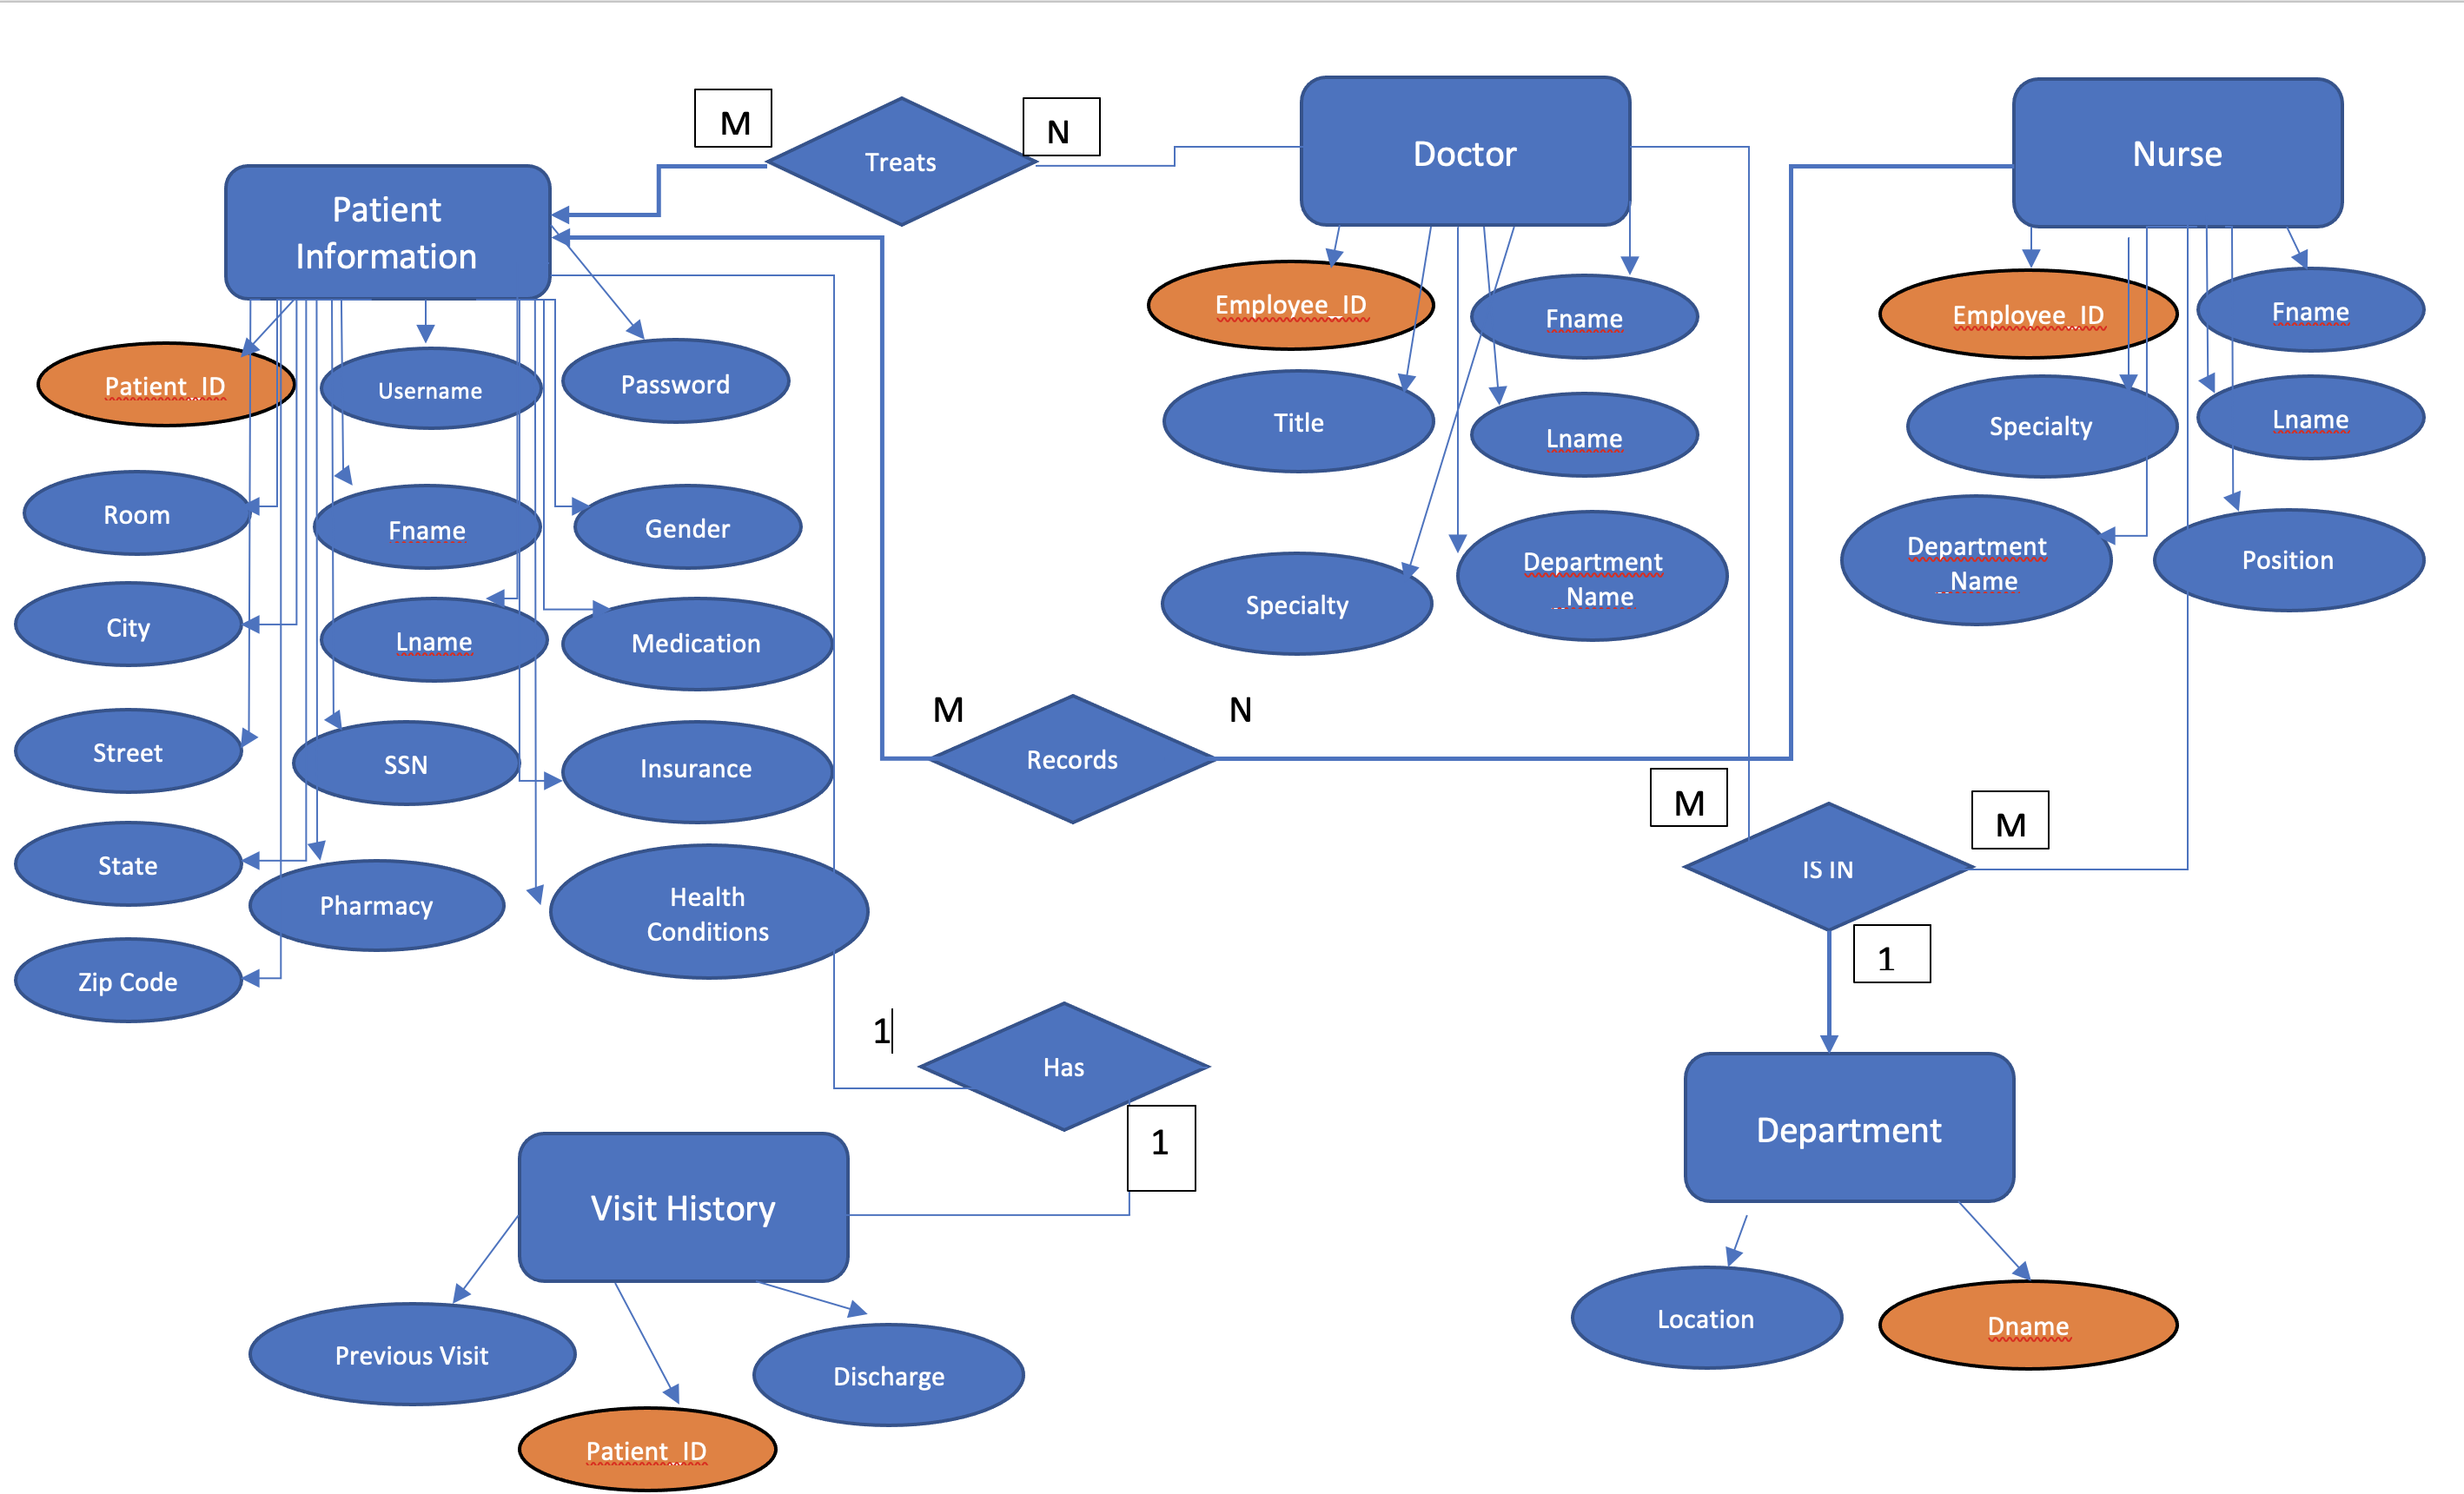 M
Treats
N
Doctor
Nurse
Patient
Information
Employee_ID
Fname
Employee_ID
Fname
Patient_ID
Username
Password
Title
Lname
Specialty
Lname
Room
Fname
Gender
Specialty
Department
_Name
Department
_Name
Position
City
Lname
Medication
M
Records
N
Street
SSN
Insurance
M
M
State
Pharmacy
Health
Conditions
IS IN
1
Zip Code
1
Has
1
Department
Visit History
Previous Visit
Discharge
Patient_ID
Location
Dname